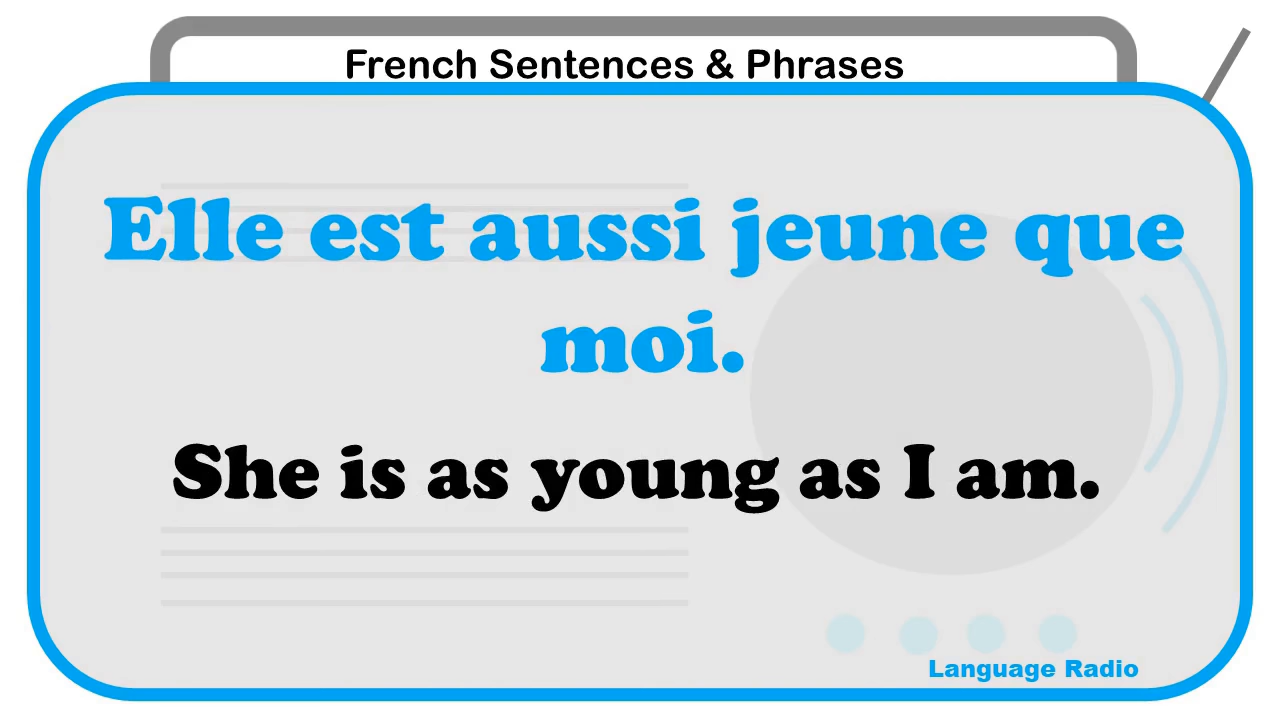 French Sentences & Phrases
Elle est aussi jeune que
moi.
She is as young as I am.
Language Radio